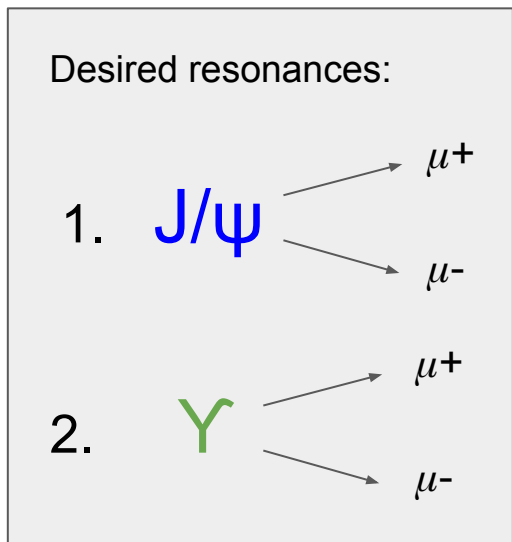 Desired resonances:
μ+
1. J/ψ
μ-
μ+
2. ϒ
μ-